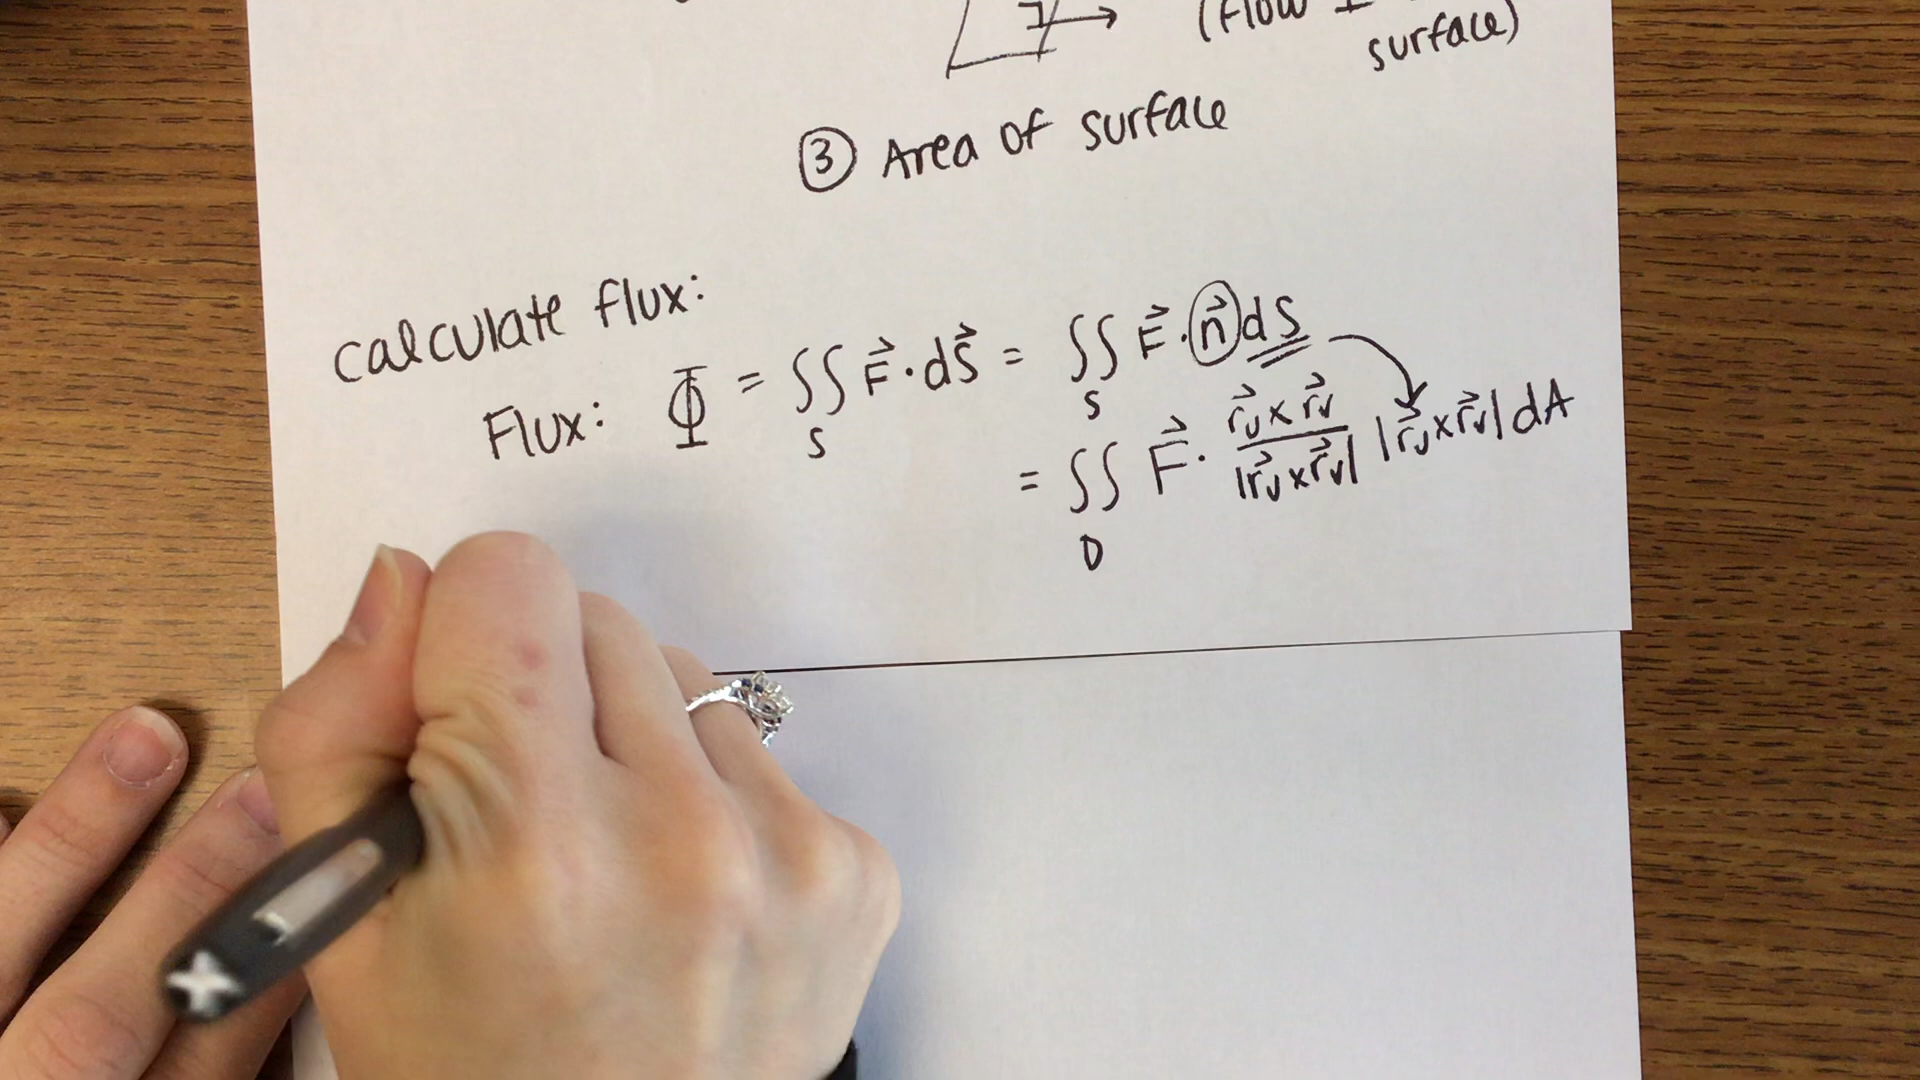 (Flow ⊥
surface)
③ Area of surface
calculate flux:
Flux: Φ = ∬_S F⃗ · dS⃗ = ∬_S F⃗ · n⃗ dS
= ∬_D F⃗ · (r⃗ᵤ × r⃗ᵥ)/|r⃗ᵤ × r⃗ᵥ| |r⃗ᵤ × r⃗ᵥ| dA